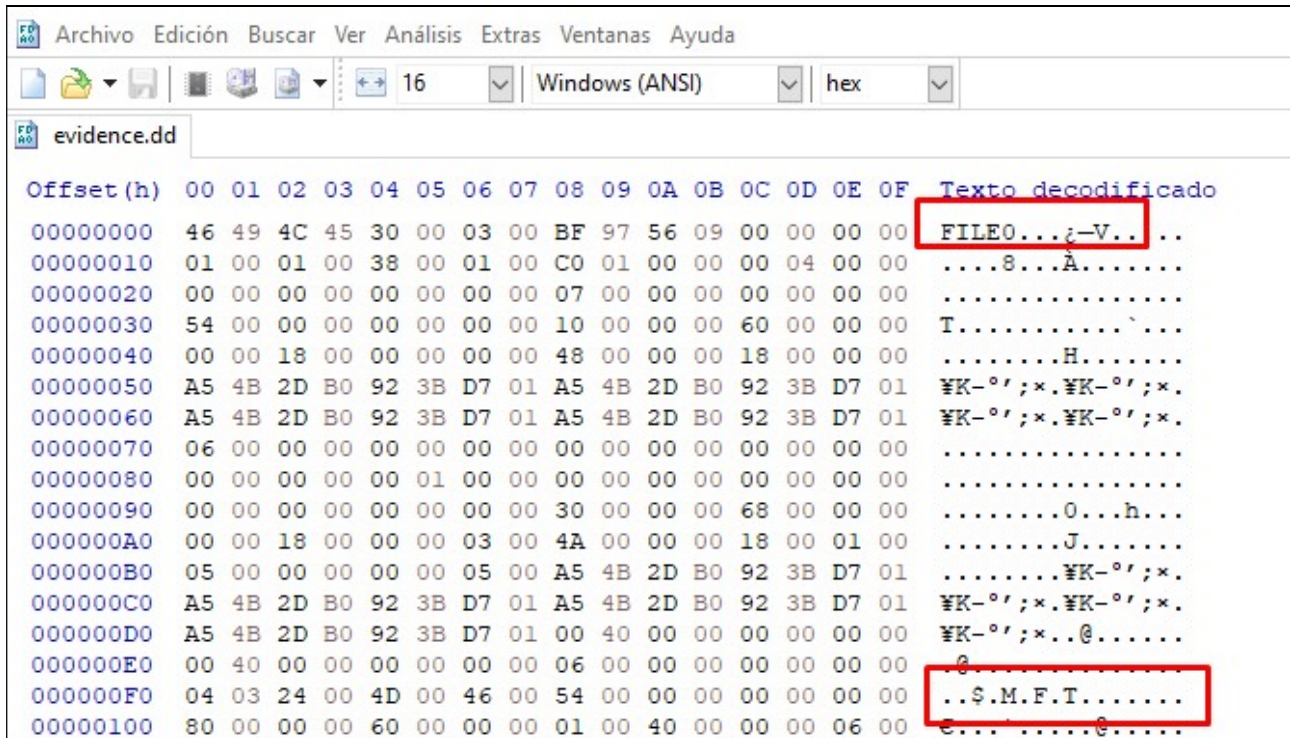 Archivo Edición Buscar Ver Análisis Extras Ventanas Ayuda
16 Windows (ANSI) hex
evidence.dd
Offset(h) 00 01 02 03 04 05 06 07 08 09 0A 0B 0C 0D 0E 0F Texto decodificado
00000000 46 49 4C 45 30 00 03 00 BF 97 56 09 00 00 00 00 FILE0...¿—V.....
00000010 01 00 01 00 38 00 01 00 C0 01 00 00 00 04 00 00 ....8...À.......
00000020 00 00 00 00 00 00 00 00 07 00 00 00 00 00 00 00 ................
00000030 54 00 00 00 00 00 00 00 10 00 00 00 60 00 00 00 T...........`...
00000040 00 00 18 00 00 00 00 00 48 00 00 00 18 00 00 00 ........H.......
00000050 A5 4B 2D B0 92 3B D7 01 A5 4B 2D B0 92 3B D7 01 ¥K-°’;×.¥K-°’;×.
00000060 A5 4B 2D B0 92 3B D7 01 A5 4B 2D B0 92 3B D7 01 ¥K-°’;×.¥K-°’;×.
00000070 06 00 00 00 00 00 00 00 00 00 00 00 00 00 00 00 ................
00000080 00 00 00 00 00 01 00 00 00 00 00 00 00 00 00 00 ................
00000090 00 00 00 00 00 00 00 00 30 00 00 00 68 00 00 00 ........0...h...
000000A0 00 00 18 00 00 00 03 00 4A 00 00 00 18 00 01 00 ........J.......
000000B0 05 00 00 00 00 00 05 00 A5 4B 2D B0 92 3B D7 01 ........¥K-°’;×.
000000C0 A5 4B 2D B0 92 3B D7 01 A5 4B 2D B0 92 3B D7 01 ¥K-°’;×.¥K-°’;×.
000000D0 A5 4B 2D B0 92 3B D7 01 00 40 00 00 00 00 00 00 ¥K-°’;×..@......
000000E0 00 40 00 00 00 00 00 00 06 00 00 00 00 00 00 00 .@..............
000000F0 04 03 24 00 4D 00 46 00 54 00 00 00 00 00 00 00 ..$.M.F.T.......
00000100 80 00 00 00 60 00 00 00 01 00 40 00 00 00 06 00 €...`.....@.....